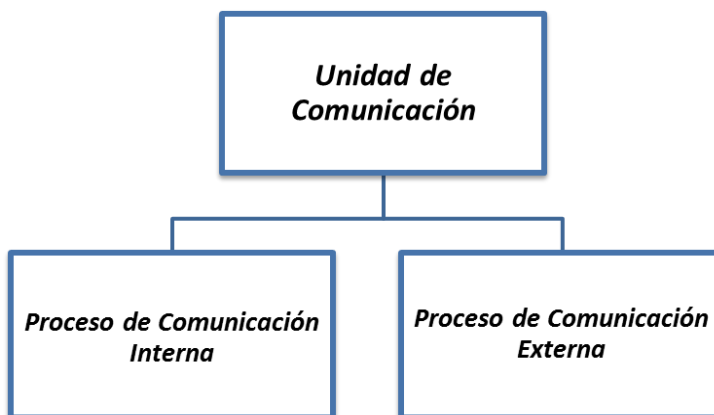 Unidad de
Comunicación
Proceso de Comunicación
Interna
Proceso de Comunicación
Externa